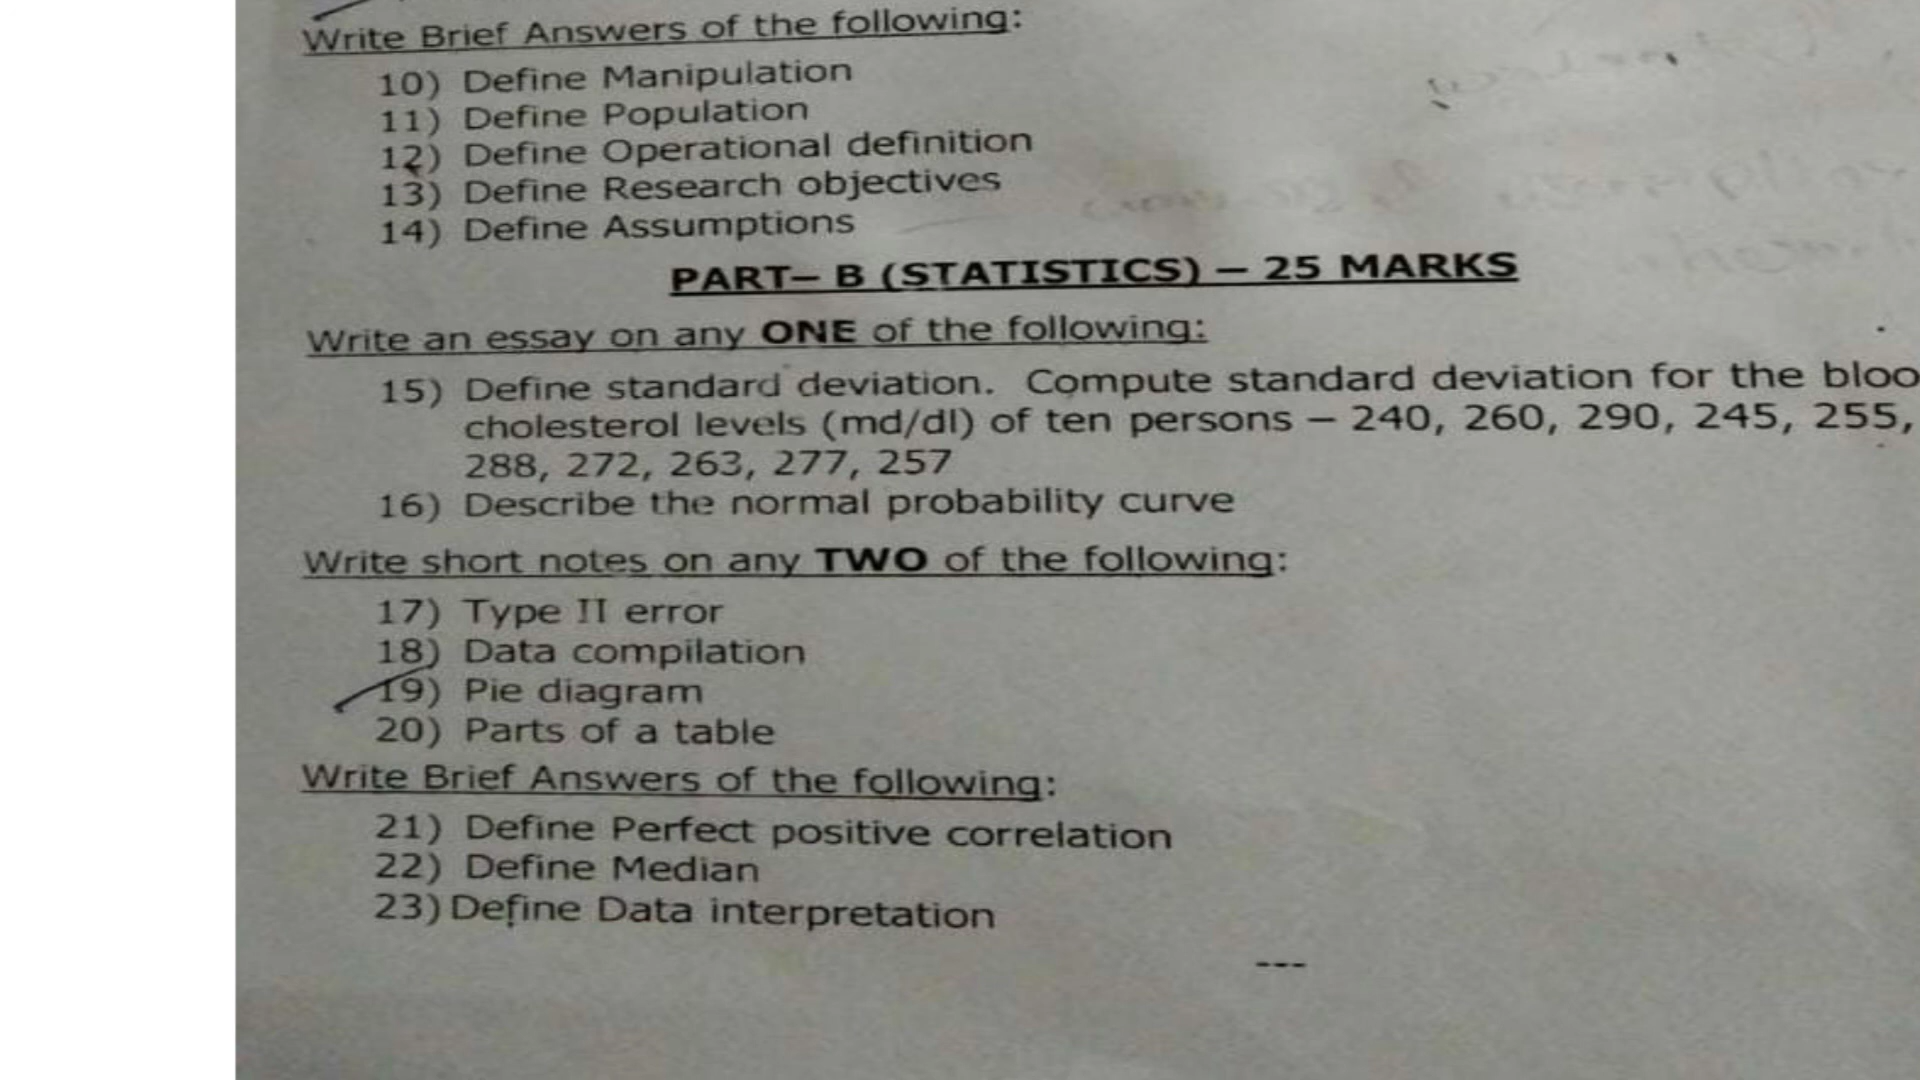 Write Brief Answers of the following:
10) Define Manipulation
11) Define Population
12) Define Operational definition
13) Define Research objectives
14) Define Assumptions
PART– B (STATISTICS) – 25 MARKS
Write an essay on any ONE of the following:
15) Define standard deviation. Compute standard deviation for the bloo
cholesterol levels (md/dl) of ten persons – 240, 260, 290, 245, 255,
288, 272, 263, 277, 257
16) Describe the normal probability curve
Write short notes on any TWO of the following:
17) Type II error
18) Data compilation
19) Pie diagram
20) Parts of a table
Write Brief Answers of the following:
21) Define Perfect positive correlation
22) Define Median
23) Define Data interpretation
---